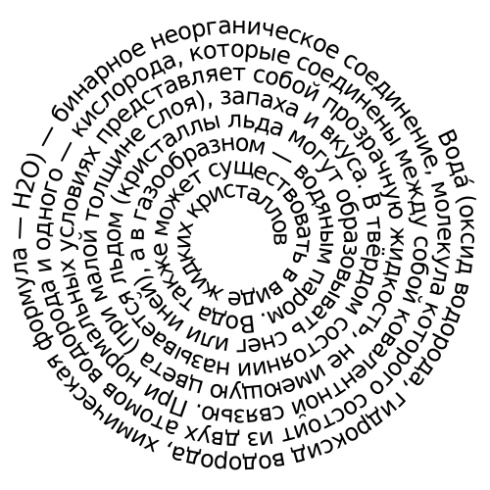 Вода́ (оксид водорода, гидроксид водорода, химическая формула — H2O) — бинарное неорганическое соединение, молекула которого состоит из двух атомов водорода и одного — кислорода, которые соединены между собой ковалентной связью. При нормальных условиях представляет собой прозрачную жидкость, не имеющую цвета (при малой толщине слоя), запаха и вкуса. В твёрдом состоянии называется льдом (кристаллы льда могут образовывать снег или иней), а в газообразном — водяным паром. Вода также может существовать в виде жидких кристаллов